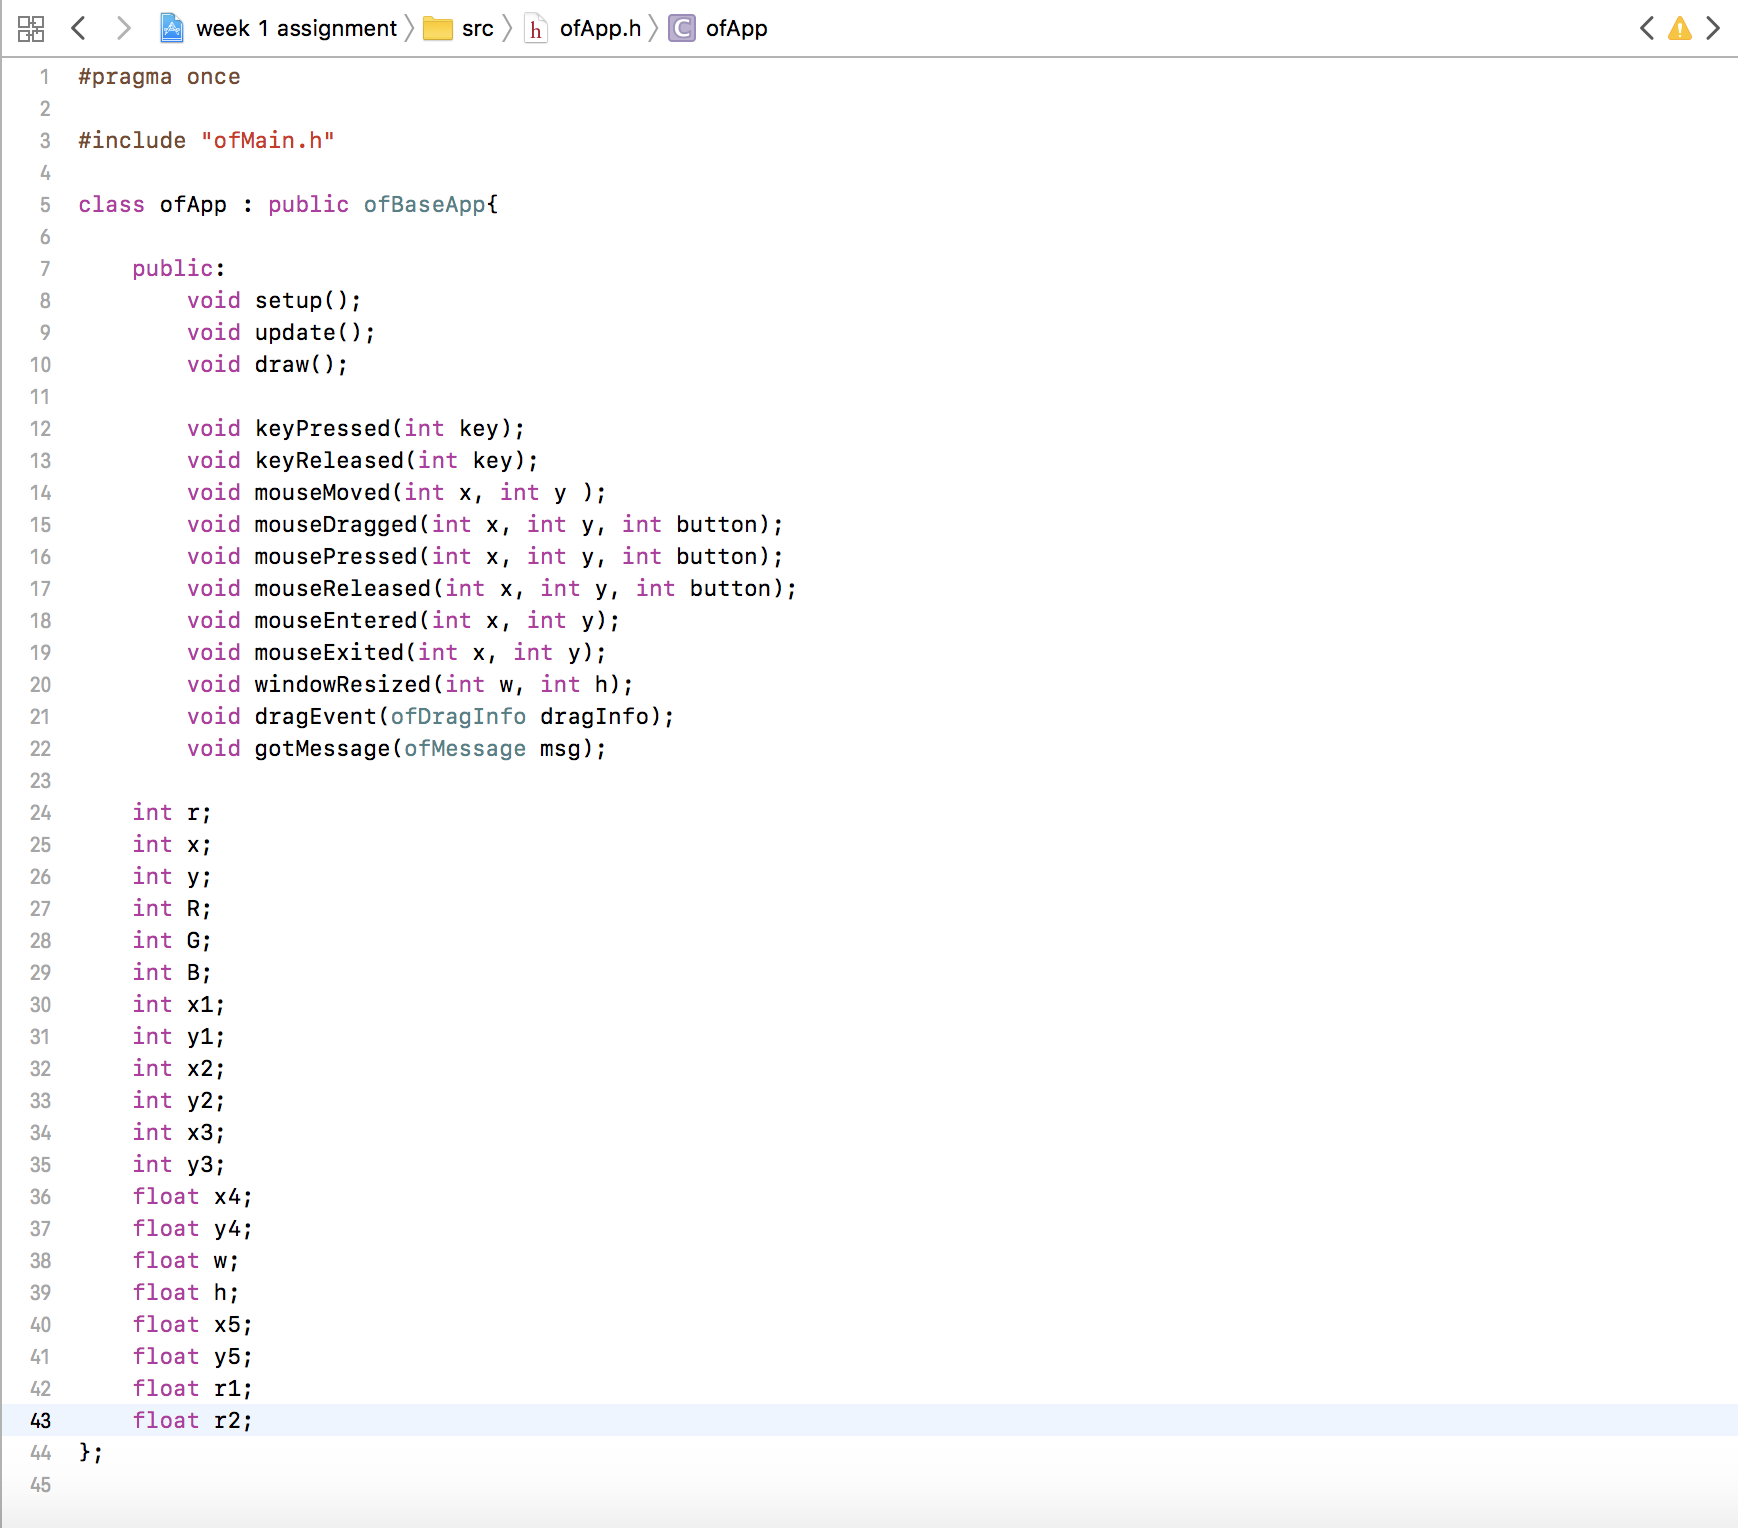 week 1 assignment src h ofApp.h C ofApp
1 #pragma once
2
3 #include "ofMain.h"
4
5 class ofApp : public ofBaseApp{
6
7 public:
8 void setup();
9 void update();
10 void draw();
11
12 void keyPressed(int key);
13 void keyReleased(int key);
14 void mouseMoved(int x, int y );
15 void mouseDragged(int x, int y, int button);
16 void mousePressed(int x, int y, int button);
17 void mouseReleased(int x, int y, int button);
18 void mouseEntered(int x, int y);
19 void mouseExited(int x, int y);
20 void windowResized(int w, int h);
21 void dragEvent(ofDragInfo dragInfo);
22 void gotMessage(ofMessage msg);
23
24 int r;
25 int x;
26 int y;
27 int R;
28 int G;
29 int B;
30 int x1;
31 int y1;
32 int x2;
33 int y2;
34 int x3;
35 int y3;
36 float x4;
37 float y4;
38 float w;
39 float h;
40 float x5;
41 float y5;
42 float r1;
43 float r2;
44 };
45